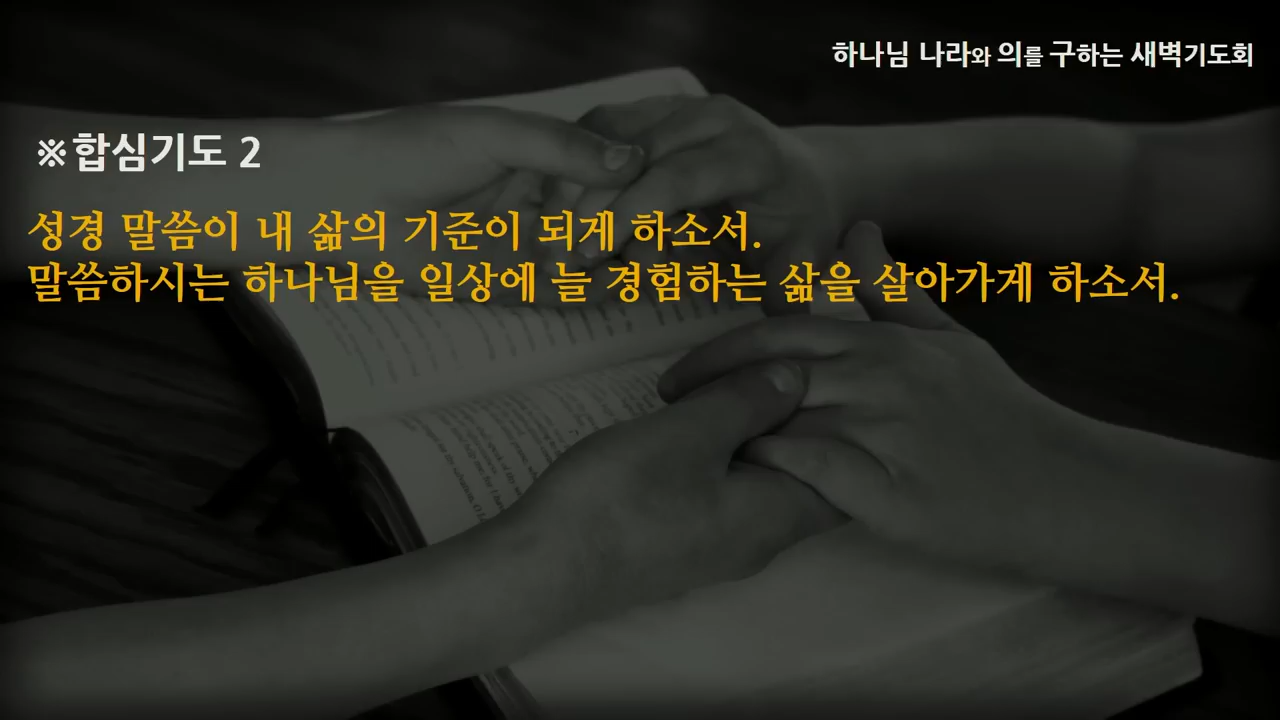 하나님 나라와 의를 구하는 새벽기도회
※합심기도 2
성경 말씀이 내 삶의 기준이 되게 하소서.
말씀하시는 하나님을 일상에 늘 경험하는 삶을 살아가게 하소서.